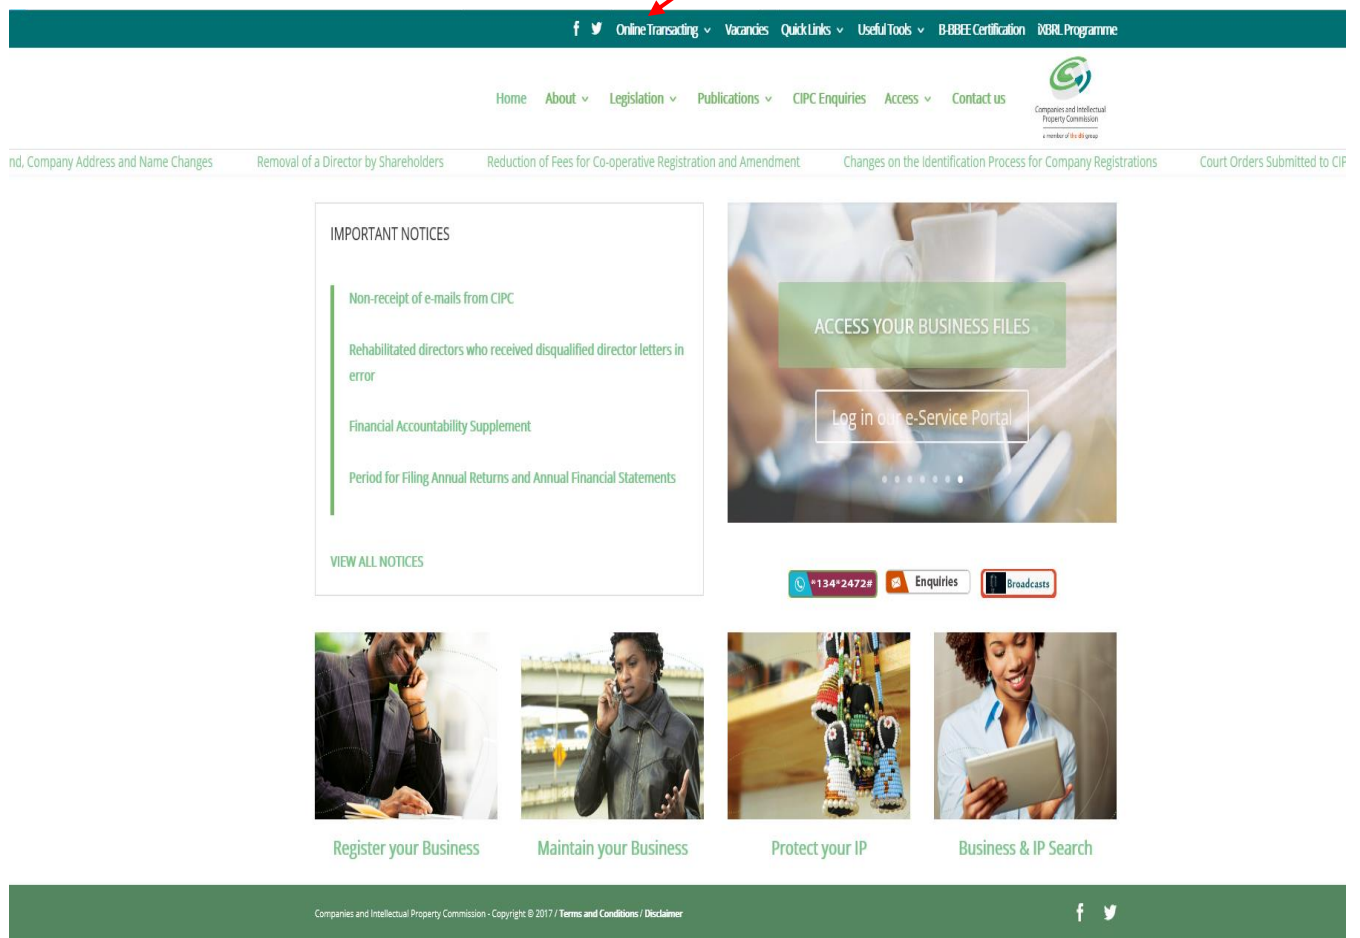 Online Transacting Vacancies Quick Links Useful Tools B-BBEE Certification iXBRL Programme
Home About Legislation Publications CIPC Enquiries Access Contact us
Companies and Intellectual
Property Commission
a member of the dti group
nd, Company Address and Name Changes Removal of a Director by Shareholders Reduction of Fees for Co-operative Registration and Amendment Changes on the Identification Process for Company Registrations Court Orders Submitted to CIP
IMPORTANT NOTICES
Non-receipt of e-mails from CIPC
Rehabilitated directors who received disqualified director letters in
error
Financial Accountability Supplement
Period for Filing Annual Returns and Annual Financial Statements
VIEW ALL NOTICES
ACCESS YOUR BUSINESS FILES
Log in our e-Service Portal
*134*2472# Enquiries Broadcasts
Register your Business Maintain your Business Protect your IP Business & IP Search
Companies and Intellectual Property Commission - Copyright © 2017 / Terms and Conditions / Disclaimer